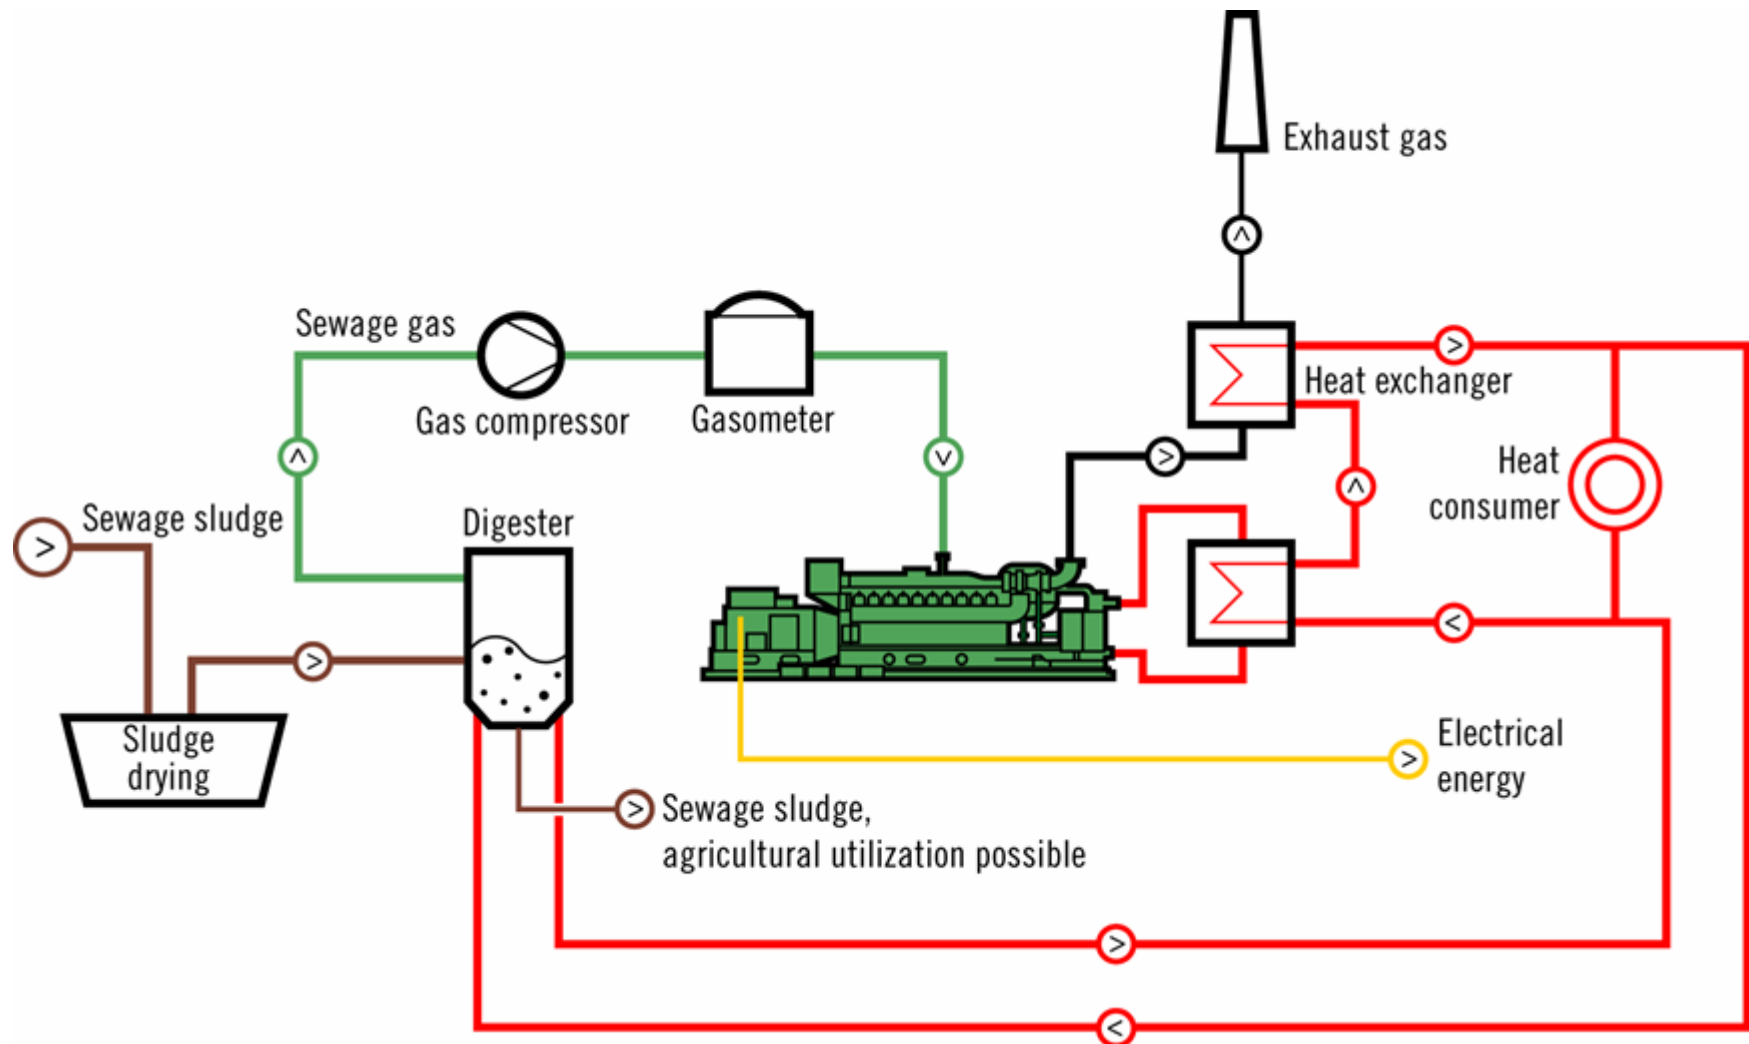 Exhaust gas
Sewage gas
Gas compressor
Gasometer
Heat exchanger
Heat
consumer
Sewage sludge
Digester
Sludge
drying
Electrical
energy
Sewage sludge,
agricultural utilization possible